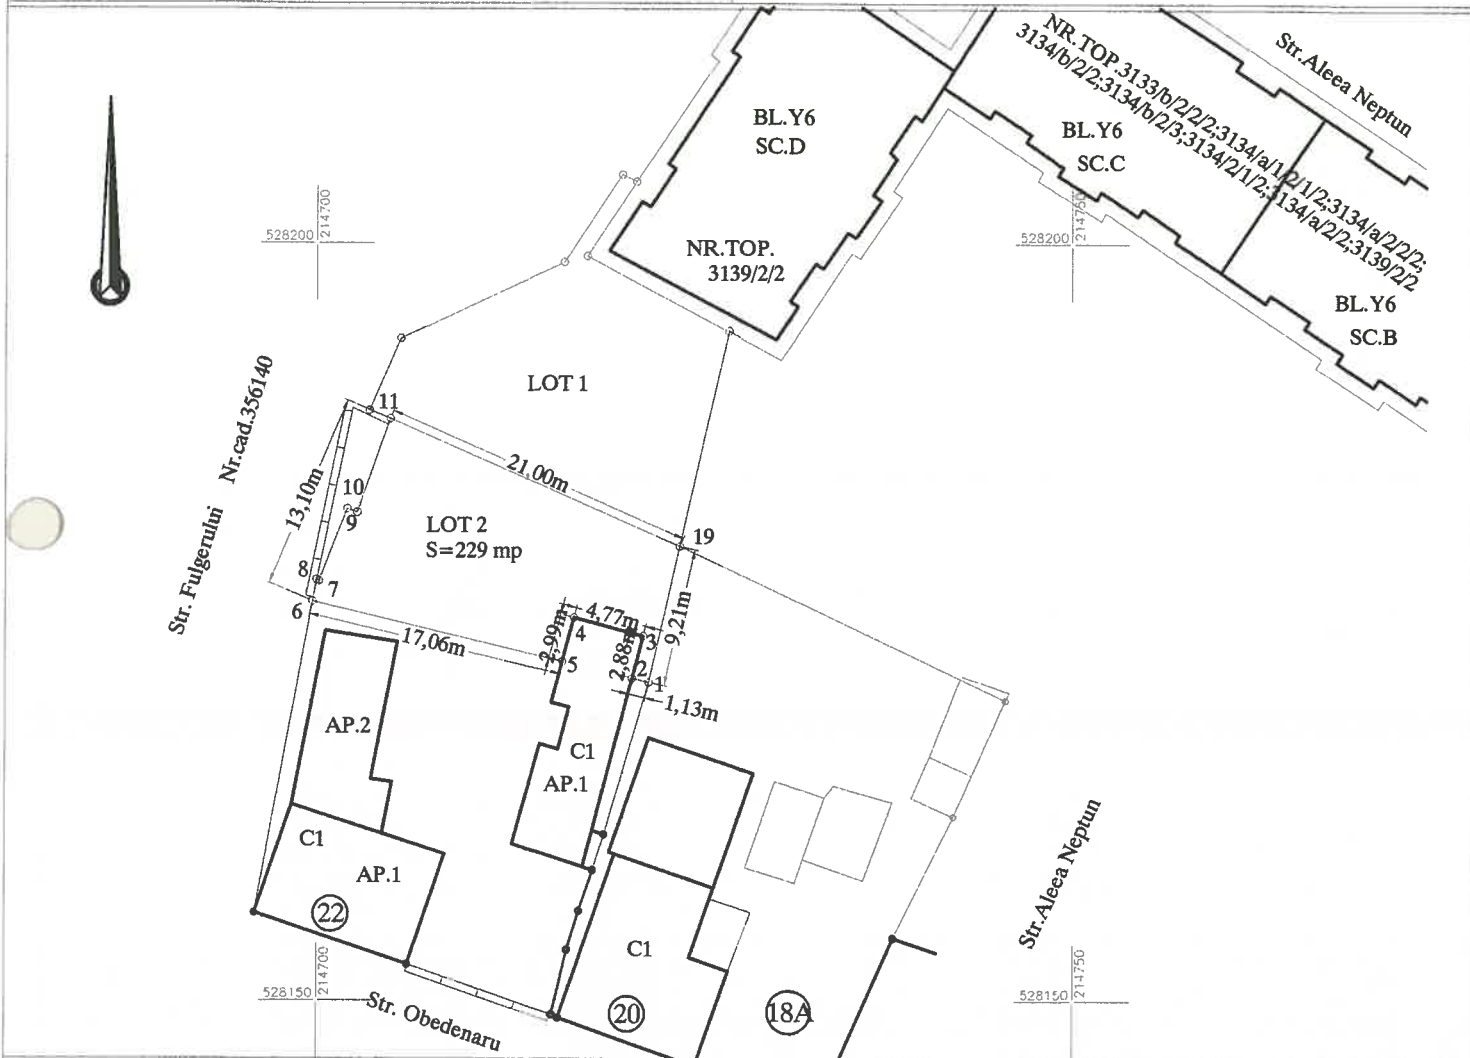 Str.Aleea Neptun
NR.TOP.3133/b/2/2/2;3134/a/1/2/1/2;3134/a/2/2/2;
3134/b/2/2;3134/b/2/3;3134/2/1/2;3134/a/2/2;3139/2/2
BL.Y6
SC.D
BL.Y6
SC.C
BL.Y6
SC.B
NR.TOP.
3139/2/2
528200
214700
528200
214750
Str. Fulgerului Nr.cad.356140
LOT 1
11
21,00m
13,10m
10
9
LOT 2
S=229 mp
19
8
7
6
17,06m
4,77m
2,99m
4
3
9,21m
2,88m
5
2
1
1,13m
AP.2
C1
AP.1
C1
AP.1
22
C1
20
18A
Str.Aleea Neptun
528150
214700
Str. Obedenaru
528150
214750